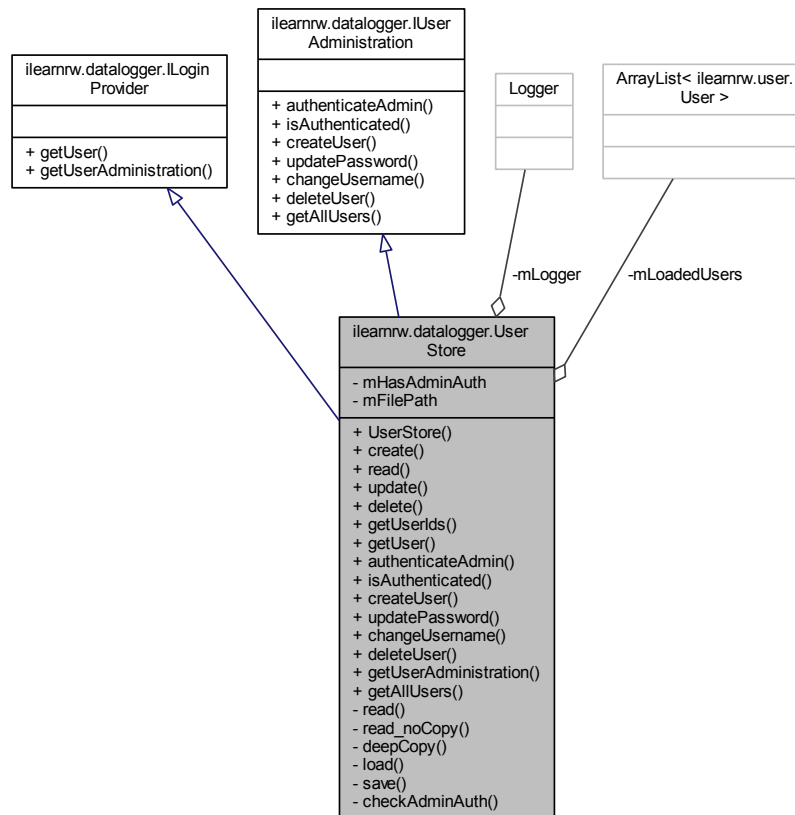 ilearnrw.datalogger.ILogin
Provider
+ getUser()
+ getUserAdministration()
ilearnrw.datalogger.IUser
Administration
+ authenticateAdmin()
+ isAuthenticated()
+ createUser()
+ updatePassword()
+ changeUsername()
+ deleteUser()
+ getAllUsers()
Logger
ArrayList< ilearnrw.user.
User >
-mLogger
-mLoadedUsers
ilearnrw.datalogger.User
Store
- mHasAdminAuth
- mFilePath
+ UserStore()
+ create()
+ read()
+ update()
+ delete()
+ getUserIds()
+ getUser()
+ authenticateAdmin()
+ isAuthenticated()
+ createUser()
+ updatePassword()
+ changeUsername()
+ deleteUser()
+ getUserAdministration()
+ getAllUsers()
- read()
- read_noCopy()
- deepCopy()
- load()
- save()
- checkAdminAuth()